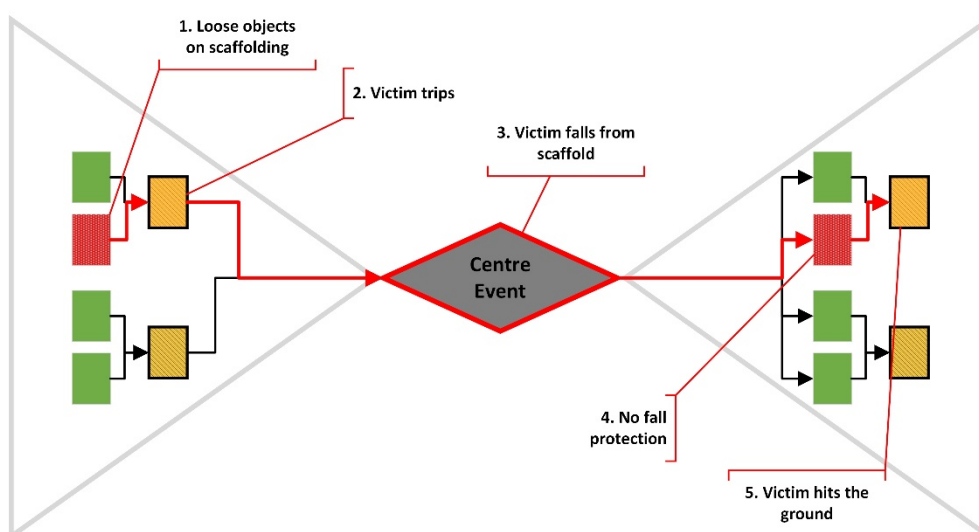 1. Loose objects
on scaffolding
2. Victim trips
3. Victim falls from
scaffold
Centre
Event
4. No fall
protection
5. Victim hits the
ground